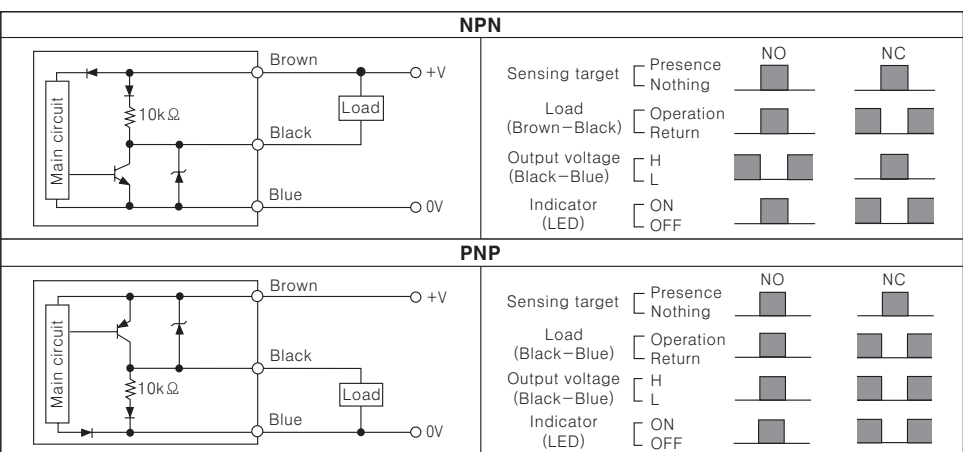 NPN
Main circuit
10kΩ
Brown
+V
Load
Black
Blue
0V
NO
NC
Sensing target
Presence
Nothing
Load
(Brown-Black)
Operation
Return
Output voltage
(Black-Blue)
H
L
Indicator
(LED)
ON
OFF
PNP
Main circuit
10kΩ
Brown
+V
Black
Load
Blue
0V
NO
NC
Sensing target
Presence
Nothing
Load
(Black-Blue)
Operation
Return
Output voltage
(Black-Blue)
H
L
Indicator
(LED)
ON
OFF